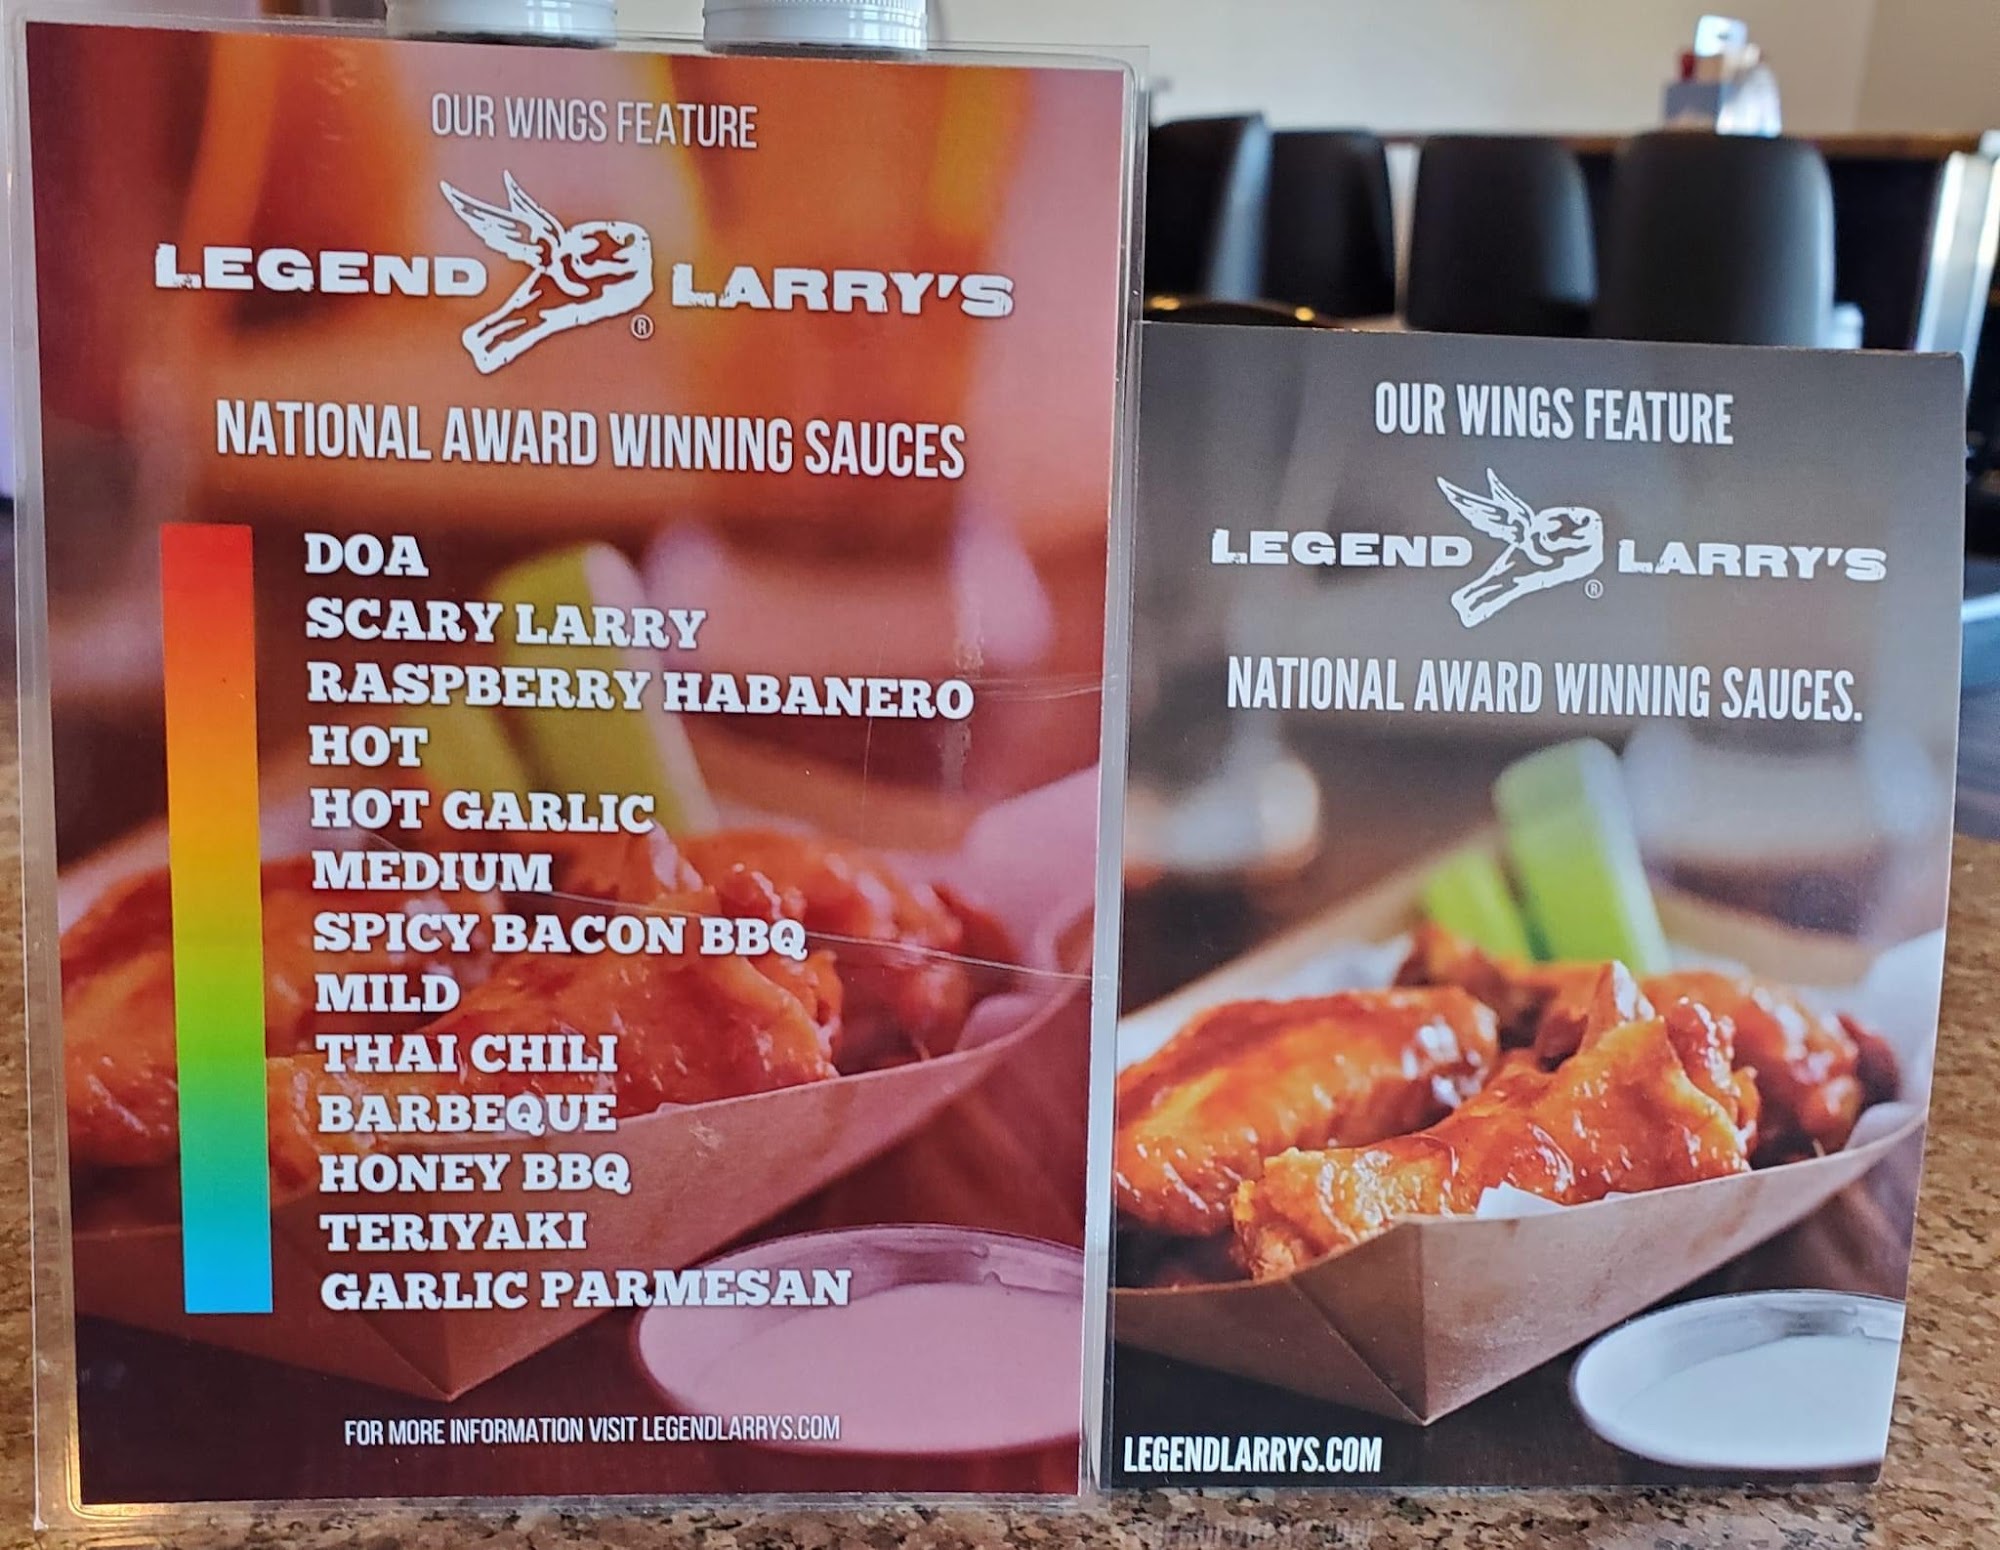 OUR WINGS FEATURE
LEGEND LARRY'S
®
NATIONAL AWARD WINNING SAUCES
DOA
SCARY LARRY
RASPBERRY HABANERO
HOT
HOT GARLIC
MEDIUM
SPICY BACON BBQ
MILD
THAI CHILI
BARBEQUE
HONEY BBQ
TERIYAKI
GARLIC PARMESAN
FOR MORE INFORMATION VISIT LEGENDLARRYS.COM
OUR WINGS FEATURE
LEGEND LARRY'S
®
NATIONAL AWARD WINNING SAUCES.
LEGENDLARRYS.COM